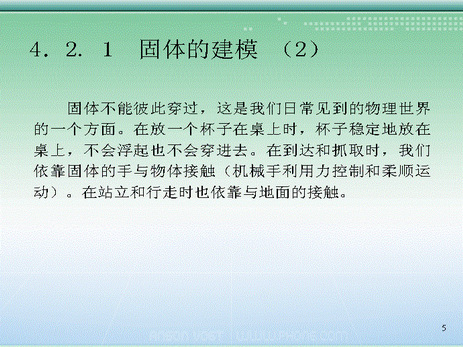 4．2．1 固体的建模 （2）
固体不能彼此穿过，这是我们日常见到的物理世界
的一个方面。在放一个杯子在桌上时，杯子稳定地放在
桌上，不会浮起也不会穿进去。在到达和抓取时，我们
依靠固体的手与物体接触（机械手利用力控制和柔顺运
动）。在站立和行走时也依靠与地面的接触。
5